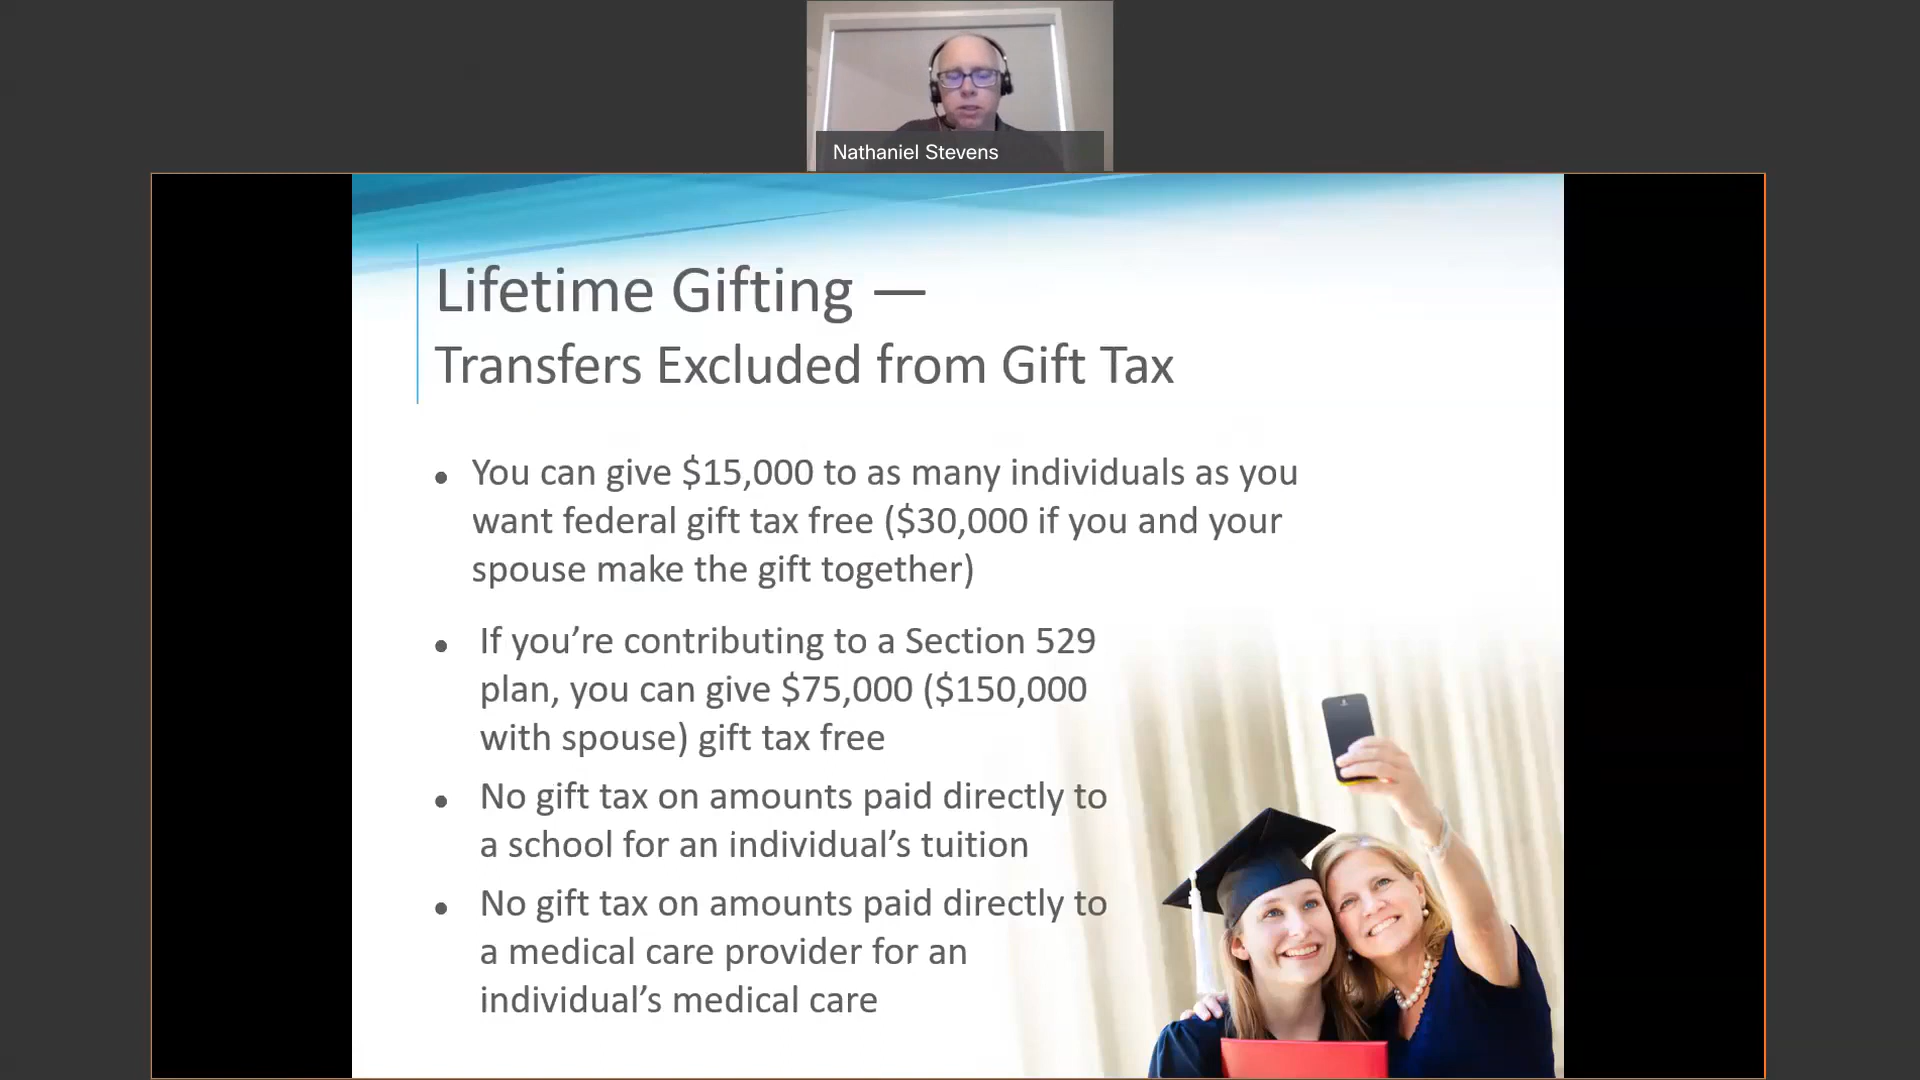 Nathaniel Stevens
Lifetime Gifting —
Transfers Excluded from Gift Tax
• You can give $15,000 to as many individuals as you
want federal gift tax free ($30,000 if you and your
spouse make the gift together)
• If you’re contributing to a Section 529
plan, you can give $75,000 ($150,000
with spouse) gift tax free
• No gift tax on amounts paid directly to
a school for an individual’s tuition
• No gift tax on amounts paid directly to
a medical care provider for an
individual’s medical care